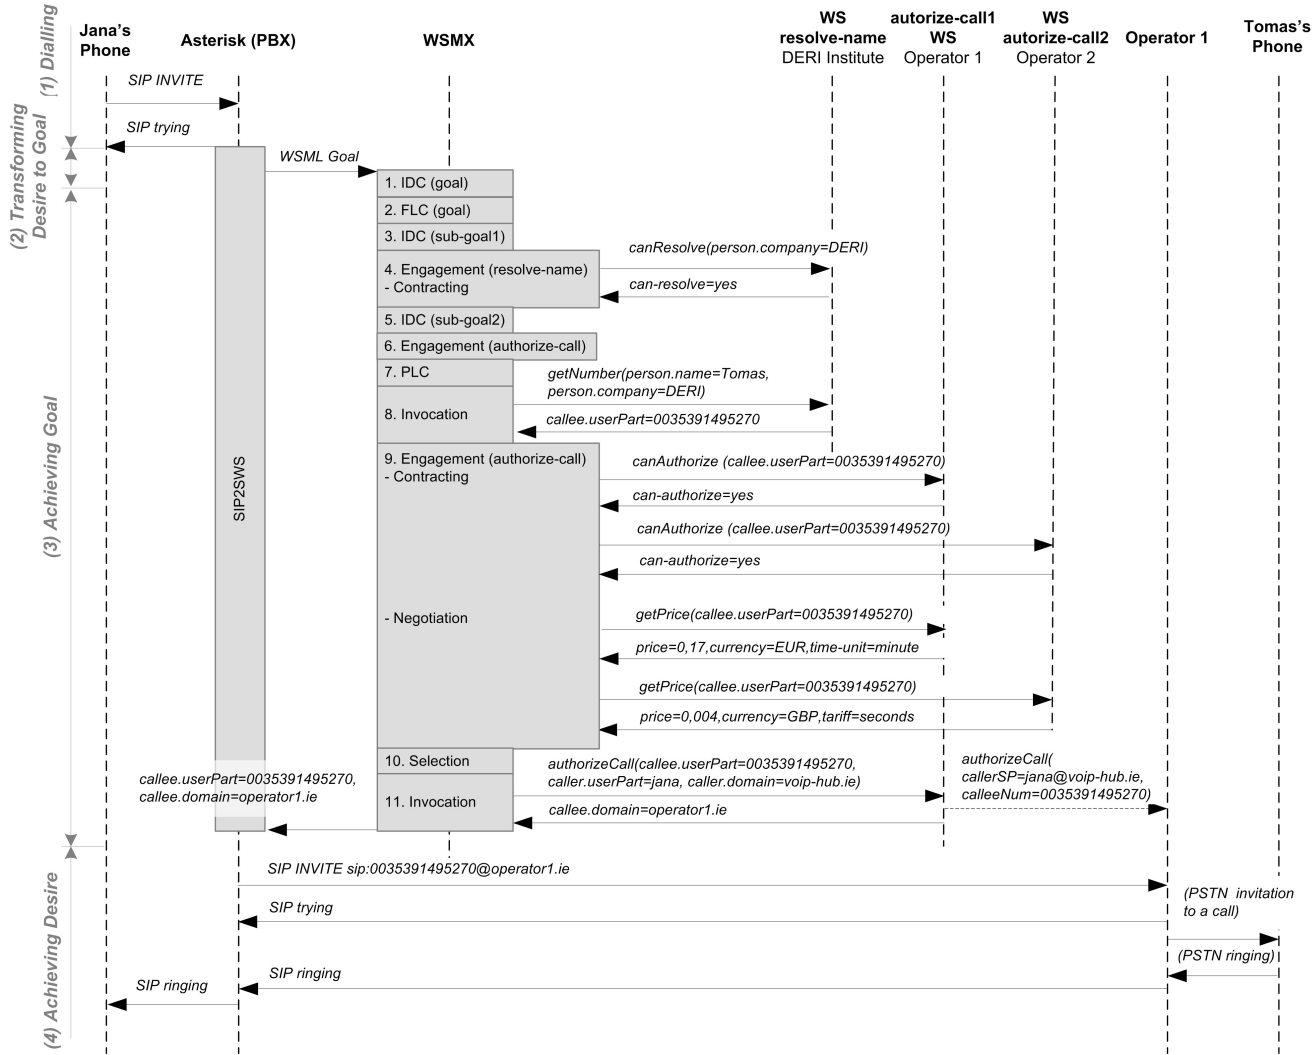 Jana's
Phone
Asterisk (PBX)
WSMX
WS
resolve-name
DERI Institute
autorize-call1
WS
Operator 1
WS
autorize-call2
Operator 2
Operator 1
Tomas's
Phone
(1) Dialling
SIP INVITE
SIP trying
(2) Transforming
Desire to Goal
WSML Goal
(3) Achieving Goal
SIP2SWS
1. IDC (goal)
2. FLC (goal)
3. IDC (sub-goal1)
4. Engagement (resolve-name)
- Contracting
canResolve(person.company=DERI)
can-resolve=yes
5. IDC (sub-goal2)
6. Engagement (authorize-call)
7. PLC
8. Invocation
getNumber(person.name=Tomas,
person.company=DERI)
callee.userPart=0035391495270
9. Engagement (authorize-call)
- Contracting
canAuthorize (callee.userPart=0035391495270)
can-authorize=yes
canAuthorize (callee.userPart=0035391495270)
can-authorize=yes
- Negotiation
getPrice(callee.userPart=0035391495270)
price=0,17,currency=EUR,time-unit=minute
getPrice(callee.userPart=0035391495270)
price=0,004,currency=GBP,tariff=seconds
10. Selection
11. Invocation
authorizeCall(callee.userPart=0035391495270,
caller.userPart=jana, caller.domain=voip-hub.ie)
callee.domain=operator1.ie
authorizeCall(
callerSP=jana@voip-hub.ie,
calleeNum=0035391495270)
callee.userPart=0035391495270,
callee.domain=operator1.ie
(4) Achieving Desire
SIP INVITE sip:0035391495270@operator1.ie
SIP trying
(PSTN invitation
to a call)
(PSTN ringing)
SIP ringing
SIP ringing